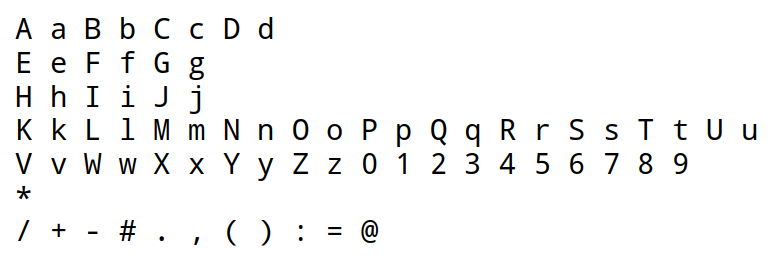 A a B b C c D d
E e F f G g
H h I i J j
K k L l M m N n O o P p Q q R r S s T t U u
V v W w X x Y y Z z 0 1 2 3 4 5 6 7 8 9
*
/ + - # . , ( ) : = @